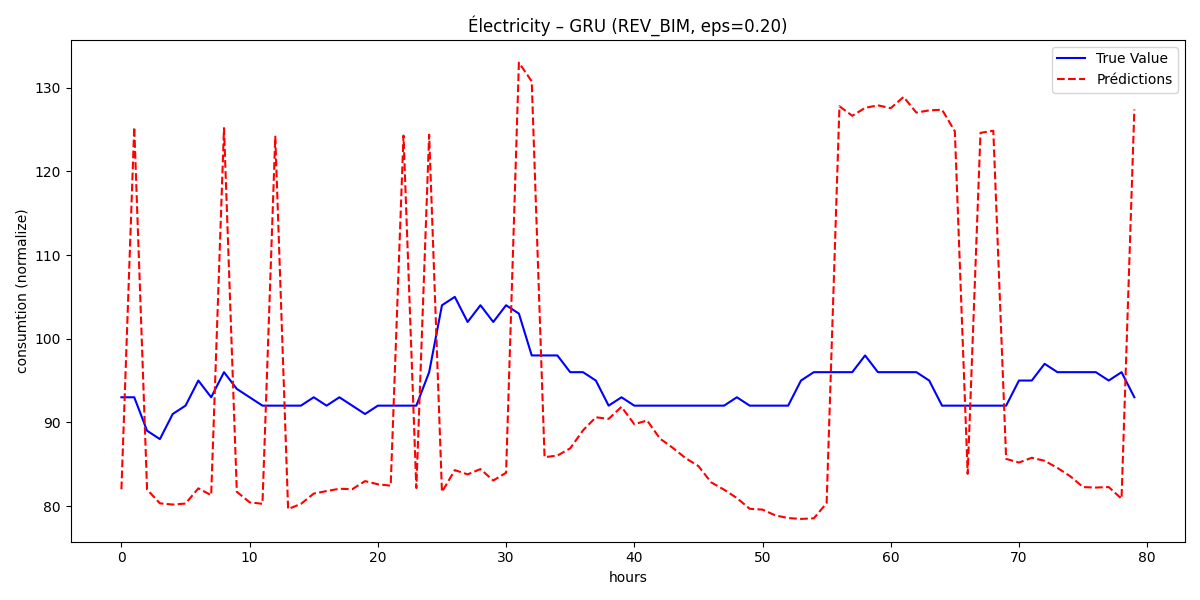 Électricity – GRU (REV_BIM, eps=0.20)
True Value
Prédictions
consumtion (normalize)
130
120
110
100
90
80
0 10 20 30 40 50 60 70 80
hours